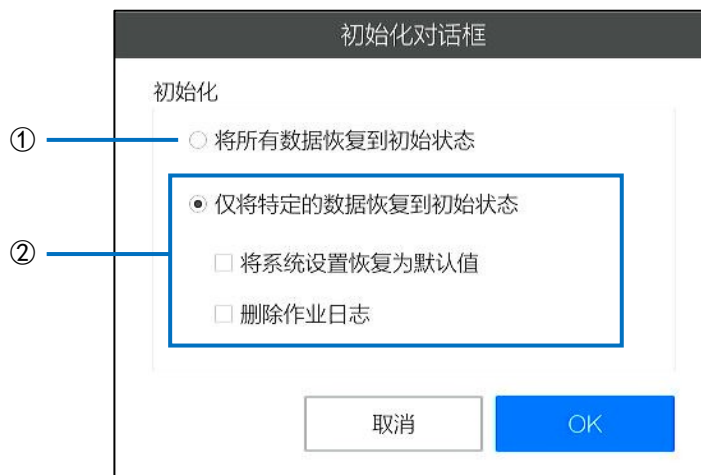 初始化对话框
初始化
① 将所有数据恢复到初始状态
② 仅将特定的数据恢复到初始状态
将系统设置恢复为默认值
删除作业日志
取消 OK